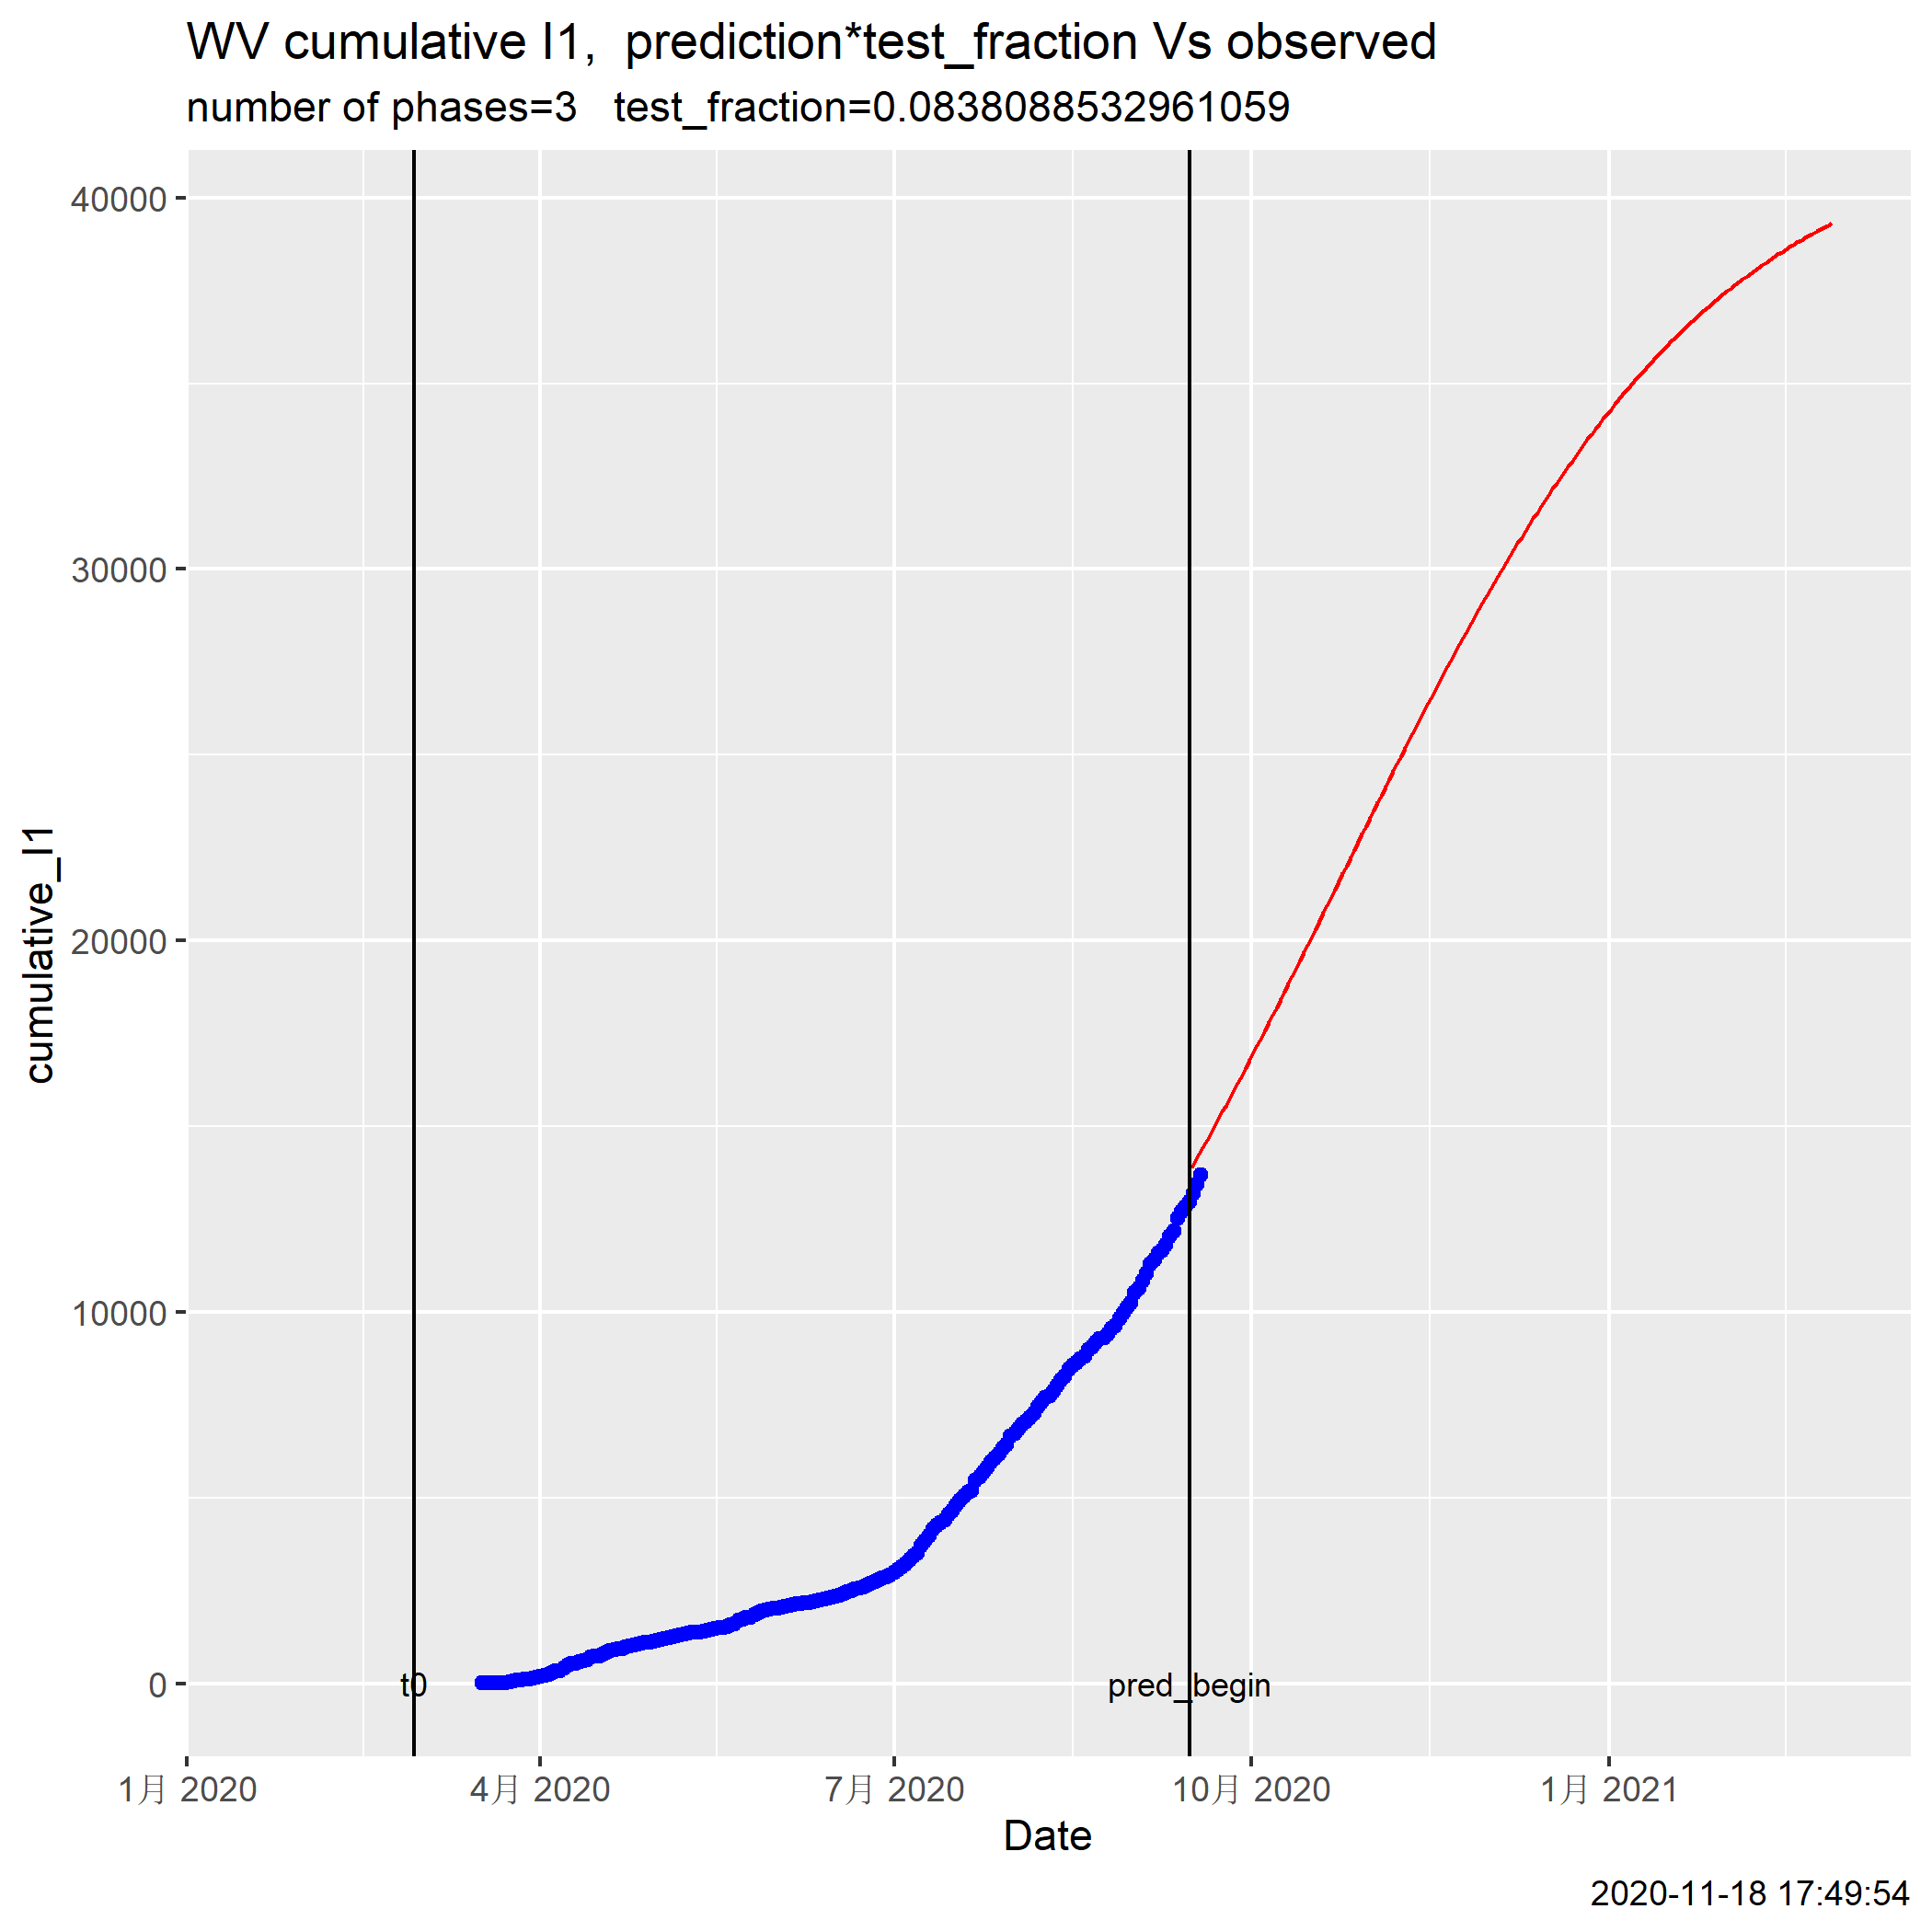 WV cumulative I1,  prediction*test_fraction Vs observed
number of phases=3   test_fraction=0.0838088532961059
40000
30000
20000
10000
0
cumulative_I1
t0
pred_begin
1月 2020
4月 2020
7月 2020
10月 2020
1月 2021
Date
2020-11-18 17:49:54